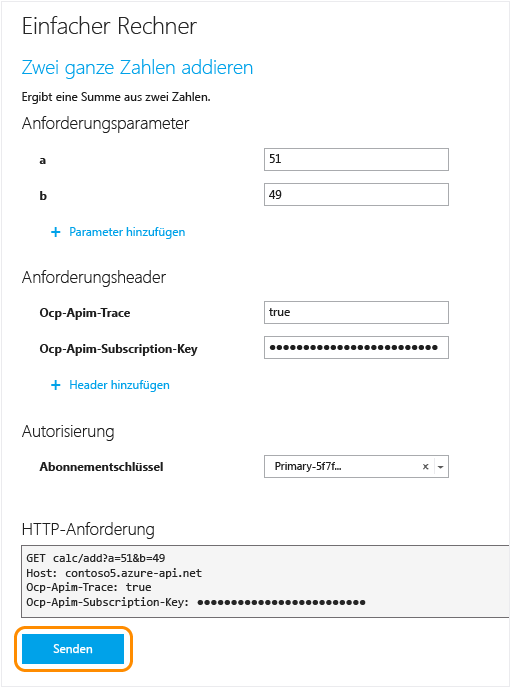 Einfacher Rechner
Zwei ganze Zahlen addieren
Ergibt eine Summe aus zwei Zahlen.
Anforderungsparameter
a 51
b 49
+ Parameter hinzufügen
Anforderungsheader
Ocp-Apim-Trace true
Ocp-Apim-Subscription-Key ●●●●●●●●●●●●●●●●●●●●●●●●●
+ Header hinzufügen
Autorisierung
Abonnementschlüssel Primary-5f7f... ×
HTTP-Anforderung
GET calc/add?a=51&b=49
Host: contoso5.azure-api.net
Ocp-Apim-Trace: true
Ocp-Apim-Subscription-Key: ●●●●●●●●●●●●●●●●●●●●●●●●●
Senden